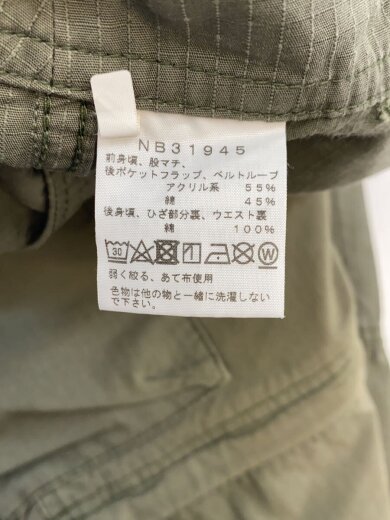 NB31945
前身頃、股マチ、
後ポケットフラップ、ベルトループ
アクリル系 55%
綿 45%
後身頃、ひざ部分裏、ウエスト裏
綿 100%
30
W
弱く絞る、あて布使用
色物は他の物と一緒に洗濯しない
で下さい。